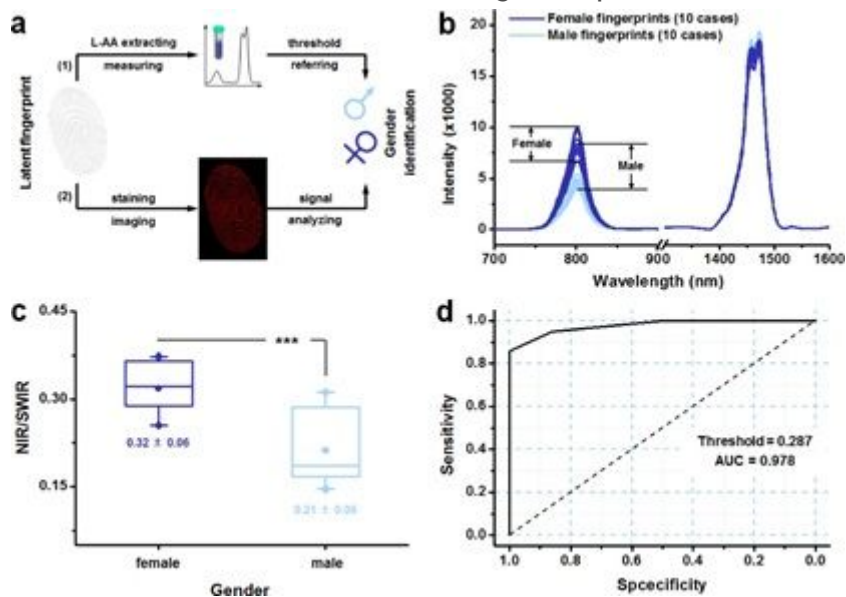 a
Latent fingerprint
(1)
L-AA extracting
measuring
threshold
referring
Gender
identification
(2)
staining
imaging
signal
analyzing
b
Female fingerprints (10 cases)
Male fingerprints (10 cases)
Intensity (x1000)
20
15
10
5
0
Female
Male
700 800 900 1400 1500 1600
Wavelength (nm)
c
NIR/SWIR
0.45
0.30
0.15
***
0.32 ± 0.06
female male
Gender
d
Sensitivity
1.0
0.8
0.6
0.4
0.2
0.0
Threshold = 0.287
AUC = 0.978
1.0 0.8 0.6 0.4 0.2 0.0
Spcecificity